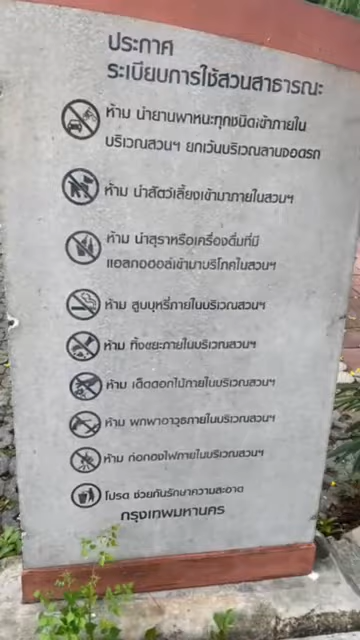 ประกาศ
ระเบียบการใช้สวนสาธารณะ
ห้าม นำยานพาหนะทุกชนิดเข้าภายใน
บริเวณสวนฯ ยกเว้นบริเวณลานจอดรถ
ห้าม นำสัตว์เลี้ยงเข้ามาภายในสวนฯ
ห้าม นำสุราหรือเครื่องดื่มที่มี
แอลกอฮอล์เข้ามาบริโภคในสวนฯ
ห้าม สูบบุหรี่ภายในบริเวณสวนฯ
ห้าม ทิ้งขยะภายในบริเวณสวนฯ
ห้าม เด็ดดอกไม้ภายในบริเวณสวนฯ
ห้าม พกพาอาวุธภายในบริเวณสวนฯ
ห้าม ก่อกองไฟภายในบริเวณสวนฯ
โปรด ช่วยกันรักษาความสะอาด
กรุงเทพมหานคร